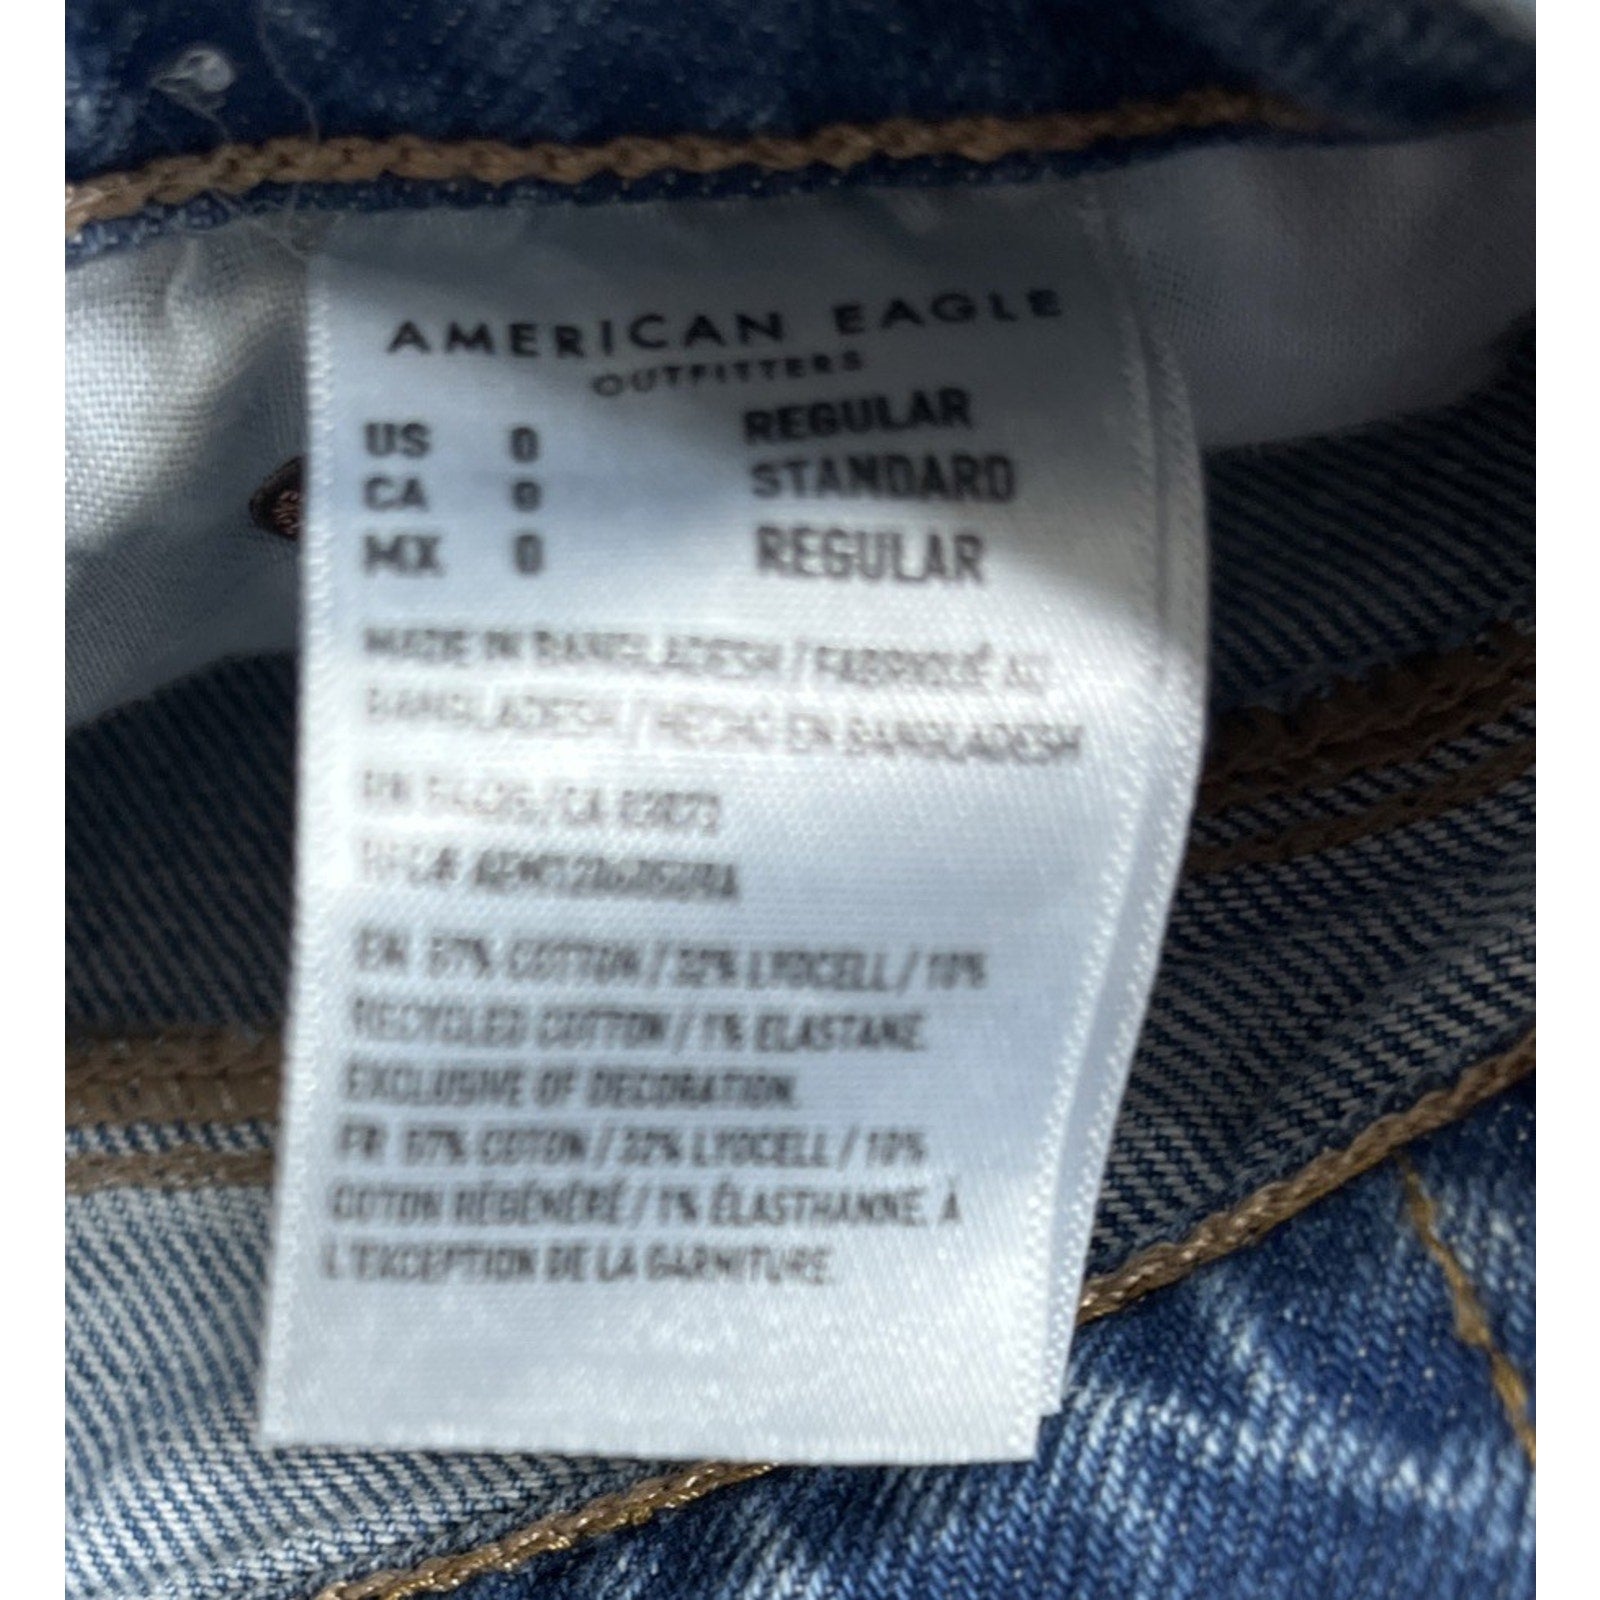 AMERICAN EAGLE
OUTFITTERS
US 0 REGULAR
CA 0 STANDARD
MX 0 REGULAR
MADE IN BANGLADESH / FABRIQUÉ AU
BANGLADESH / HECHO EN BANGLADESH
/ CA
RFC#
EN 57% COTTON / 32% LYOCELL / 10%
RECYCLED COTTON / 1% ELASTANE
EXCLUSIVE OF DECORATION.
FR 57% COTON / 32% LYOCELL / 10%
COTON RÉGÉNÉRÉ / 1% ÉLASTHANNE, À
L'EXCEPTION DE LA GARNITURE.